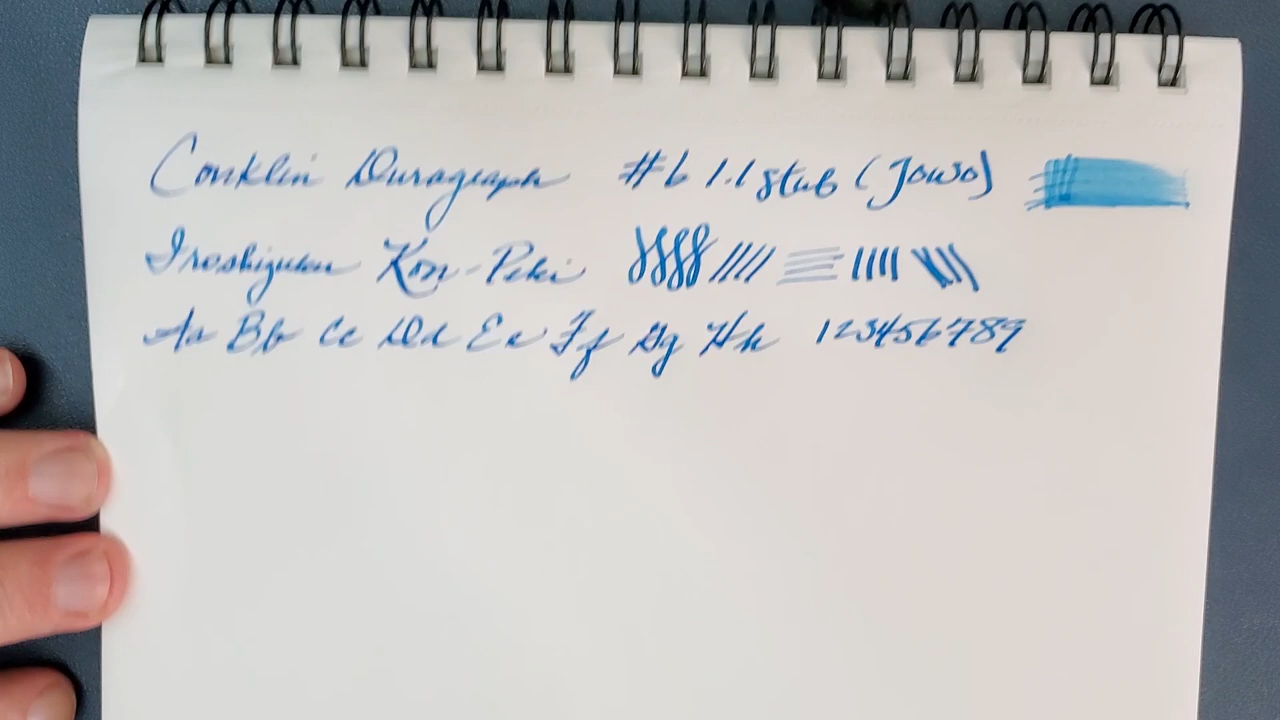 Conklin Duragraph #6 1.1 stub (Jowo)
Iroshizuku Kon-Peki
Aa Bb Cc Dd Ee Ff Gg Hh 123456789